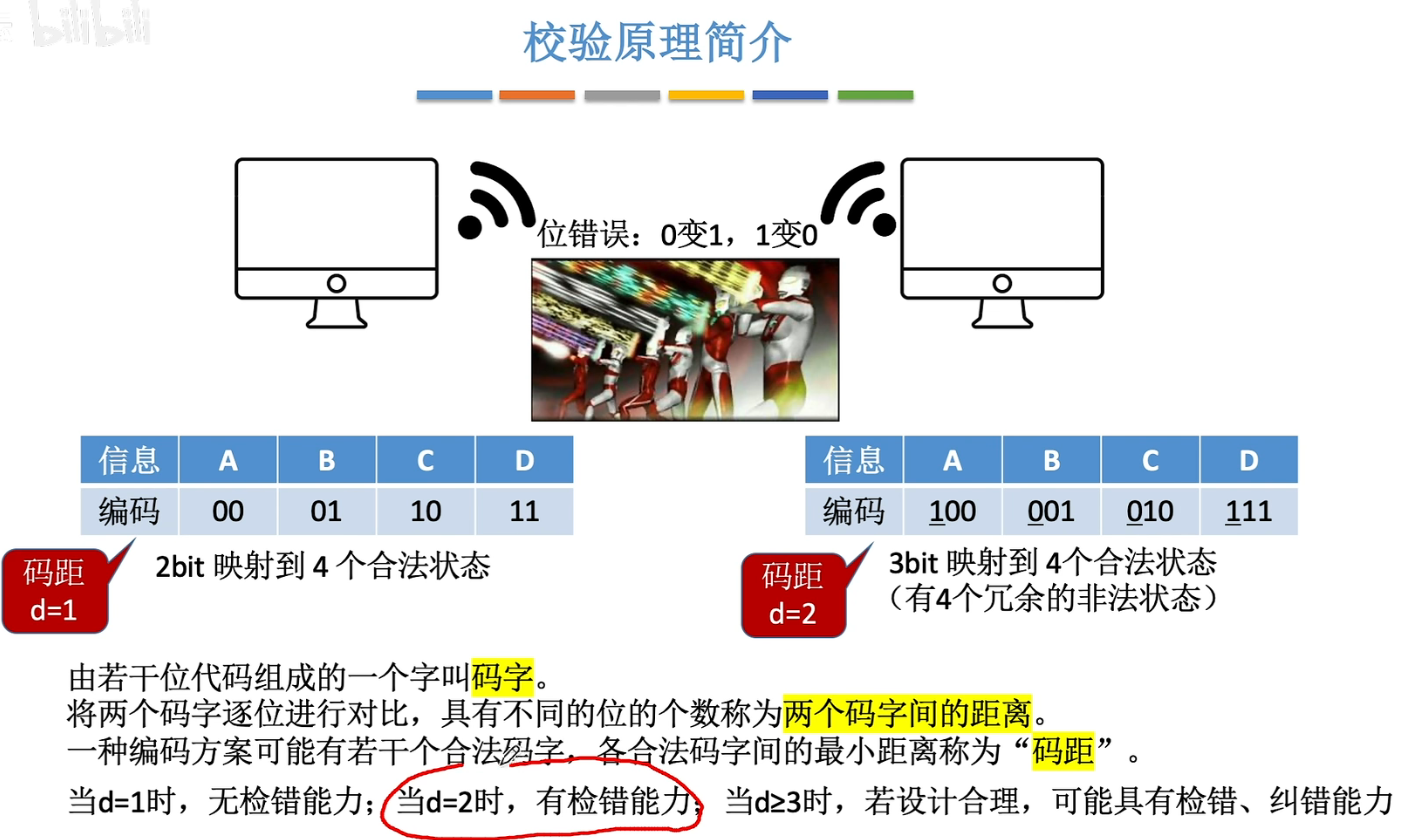 bilibili
校验原理简介
位错误：0变1，1变0
信息 A B C D
编码 00 01 10 11
码距
d=1
2bit 映射到 4 个合法状态
信息 A B C D
编码 100 001 010 111
码距
d=2
3bit 映射到 4个合法状态
（有4个冗余的非法状态）
由若干位代码组成的一个字叫码字。
将两个码字逐位进行对比，具有不同的位的个数称为两个码字间的距离。
一种编码方案可能有若干个合法码字，各合法码字间的最小距离称为“码距”。
当d=1时，无检错能力；当d=2时，有检错能力；当d≥3时，若设计合理，可能具有检错、纠错能力